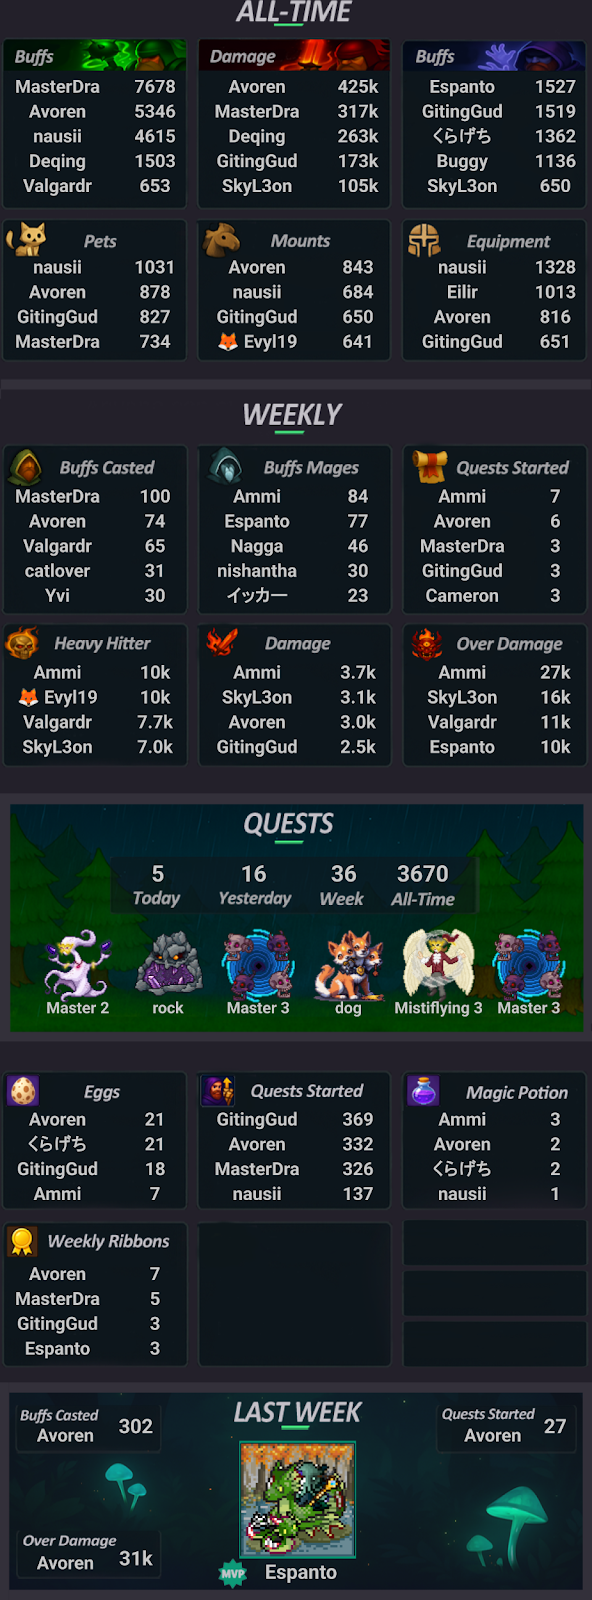 ALL-TIME
Buffs
MasterDra 7678
Avoren 5346
nausii 4615
Deqing 1503
Valgardr 653
Damage
Avoren 425k
MasterDra 317k
Deqing 263k
GitingGud 173k
SkyL3on 105k
Buffs
Espanto 1527
GitingGud 1519
くらげち 1362
Buggy 1136
SkyL3on 650
Pets
nausii 1031
Avoren 878
GitingGud 827
MasterDra 734
Mounts
Avoren 843
nausii 684
GitingGud 650
🦊 Evyl19 641
Equipment
nausii 1328
Eilir 1013
Avoren 816
GitingGud 651
WEEKLY
Buffs Casted
MasterDra 100
Avoren 74
Valgardr 65
catlover 31
Yvi 30
Buffs Mages
Ammi 84
Espanto 77
Nagga 46
nishantha 30
イッカー 23
Quests Started
Ammi 7
Avoren 6
MasterDra 3
GitingGud 3
Cameron 3
Heavy Hitter
Ammi 10k
🦊 Evyl19 10k
Valgardr 7.7k
SkyL3on 7.0k
Damage
Ammi 3.7k
SkyL3on 3.1k
Avoren 3.0k
GitingGud 2.5k
Over Damage
Ammi 27k
SkyL3on 16k
Valgardr 11k
Espanto 10k
QUESTS
5 16 36 3670
Today Yesterday Week All-Time
Master 2 rock Master 3 dog Mistiflying 3 Master 3
Eggs
Avoren 21
くらげち 21
GitingGud 18
Ammi 7
Quests Started
GitingGud 369
Avoren 332
MasterDra 326
nausii 137
Magic Potion
Ammi 3
Avoren 2
くらげち 2
nausii 1
Weekly Ribbons
Avoren 7
MasterDra 5
GitingGud 3
Espanto 3
LAST WEEK
Buffs Casted
Avoren 302
Quests Started
Avoren 27
Over Damage
Avoren 31k
MVP Espanto